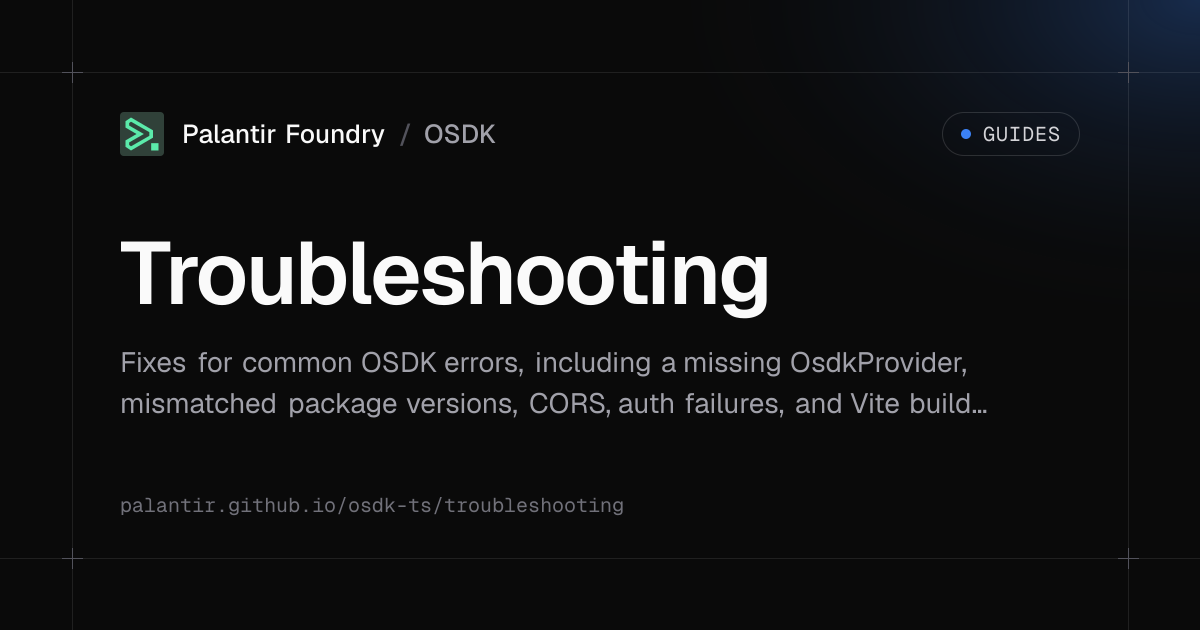 Palantir Foundry / OSDK
GUIDES
Troubleshooting
Fixes for common OSDK errors, including a missing OsdkProvider,
mismatched package versions, CORS, auth failures, and Vite build…
palantir.github.io/osdk-ts/troubleshooting